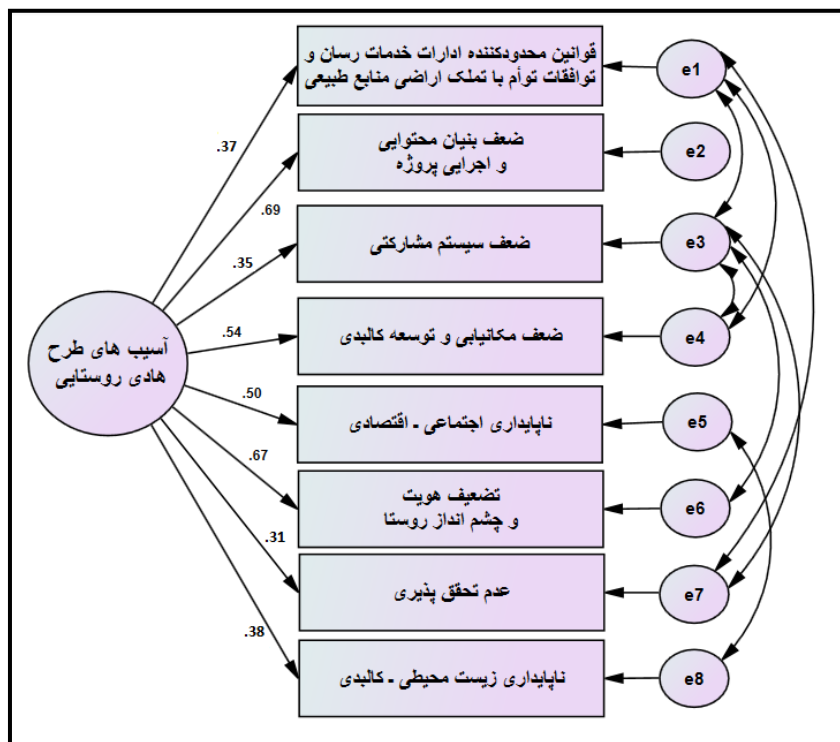 قوانین محدودکننده ادارات خدمات رسان و
توافقات توأم با تملک اراضی منابع طبیعی
e1
.37
ضعف بنیان محتوایی
و اجرایی پروژه
e2
.69
ضعف سیستم مشارکتی
e3
.35
ضعف مکانیابی و توسعه کالبدی
e4
.54
آسیب های طرح
هادی روستایی
ناپایداری اجتماعی ـ اقتصادی
e5
.50
تضعیف هویت
و چشم انداز روستا
e6
.67
عدم تحقق پذیری
e7
.31
ناپایداری زیست محیطی ـ کالبدی
e8
.38